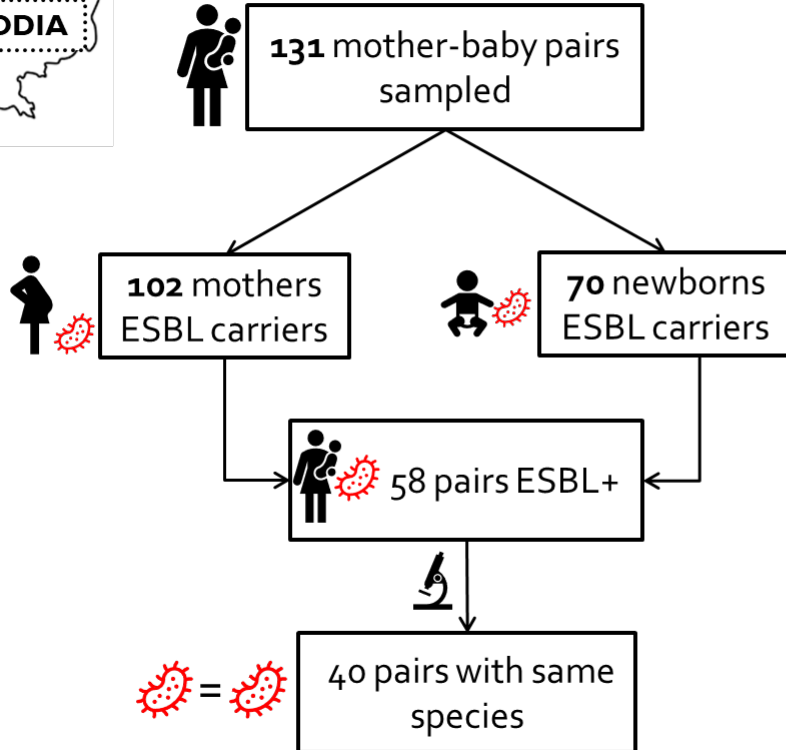 131 mother-baby pairs
sampled
102 mothers
ESBL carriers
70 newborns
ESBL carriers
58 pairs ESBL+
=
40 pairs with same
species